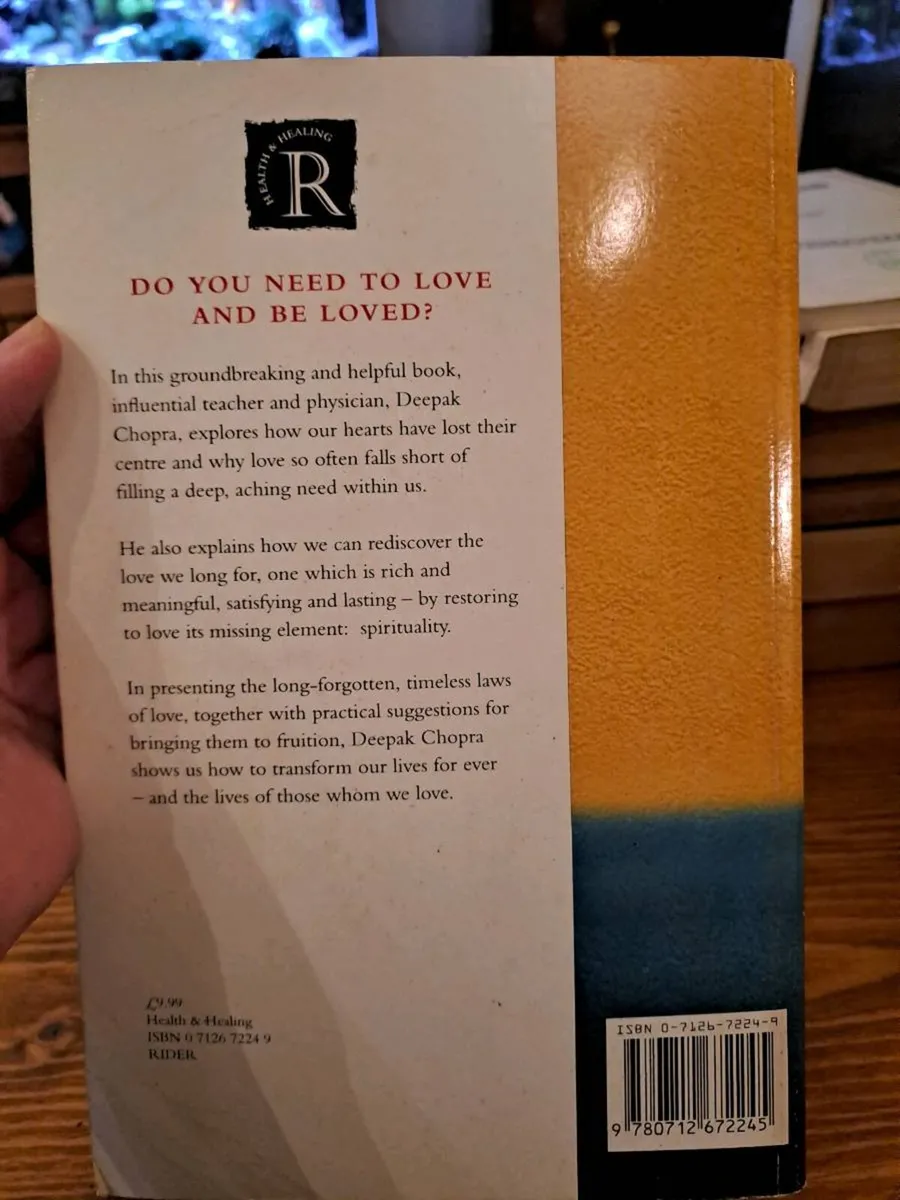 HEALTH & HEALING
R
DO YOU NEED TO LOVE
AND BE LOVED?
In this groundbreaking and helpful book,
influential teacher and physician, Deepak
Chopra, explores how our hearts have lost their
centre and why love so often falls short of
filling a deep, aching need within us.
He also explains how we can rediscover the
love we long for, one which is rich and
meaningful, satisfying and lasting – by restoring
to love its missing element: spirituality.
In presenting the long-forgotten, timeless laws
of love, together with practical suggestions for
bringing them to fruition, Deepak Chopra
shows us how to transform our lives for ever
– and the lives of those whom we love.
£9.99
Health & Healing
ISBN 0 7126 7224 9
RIDER
ISBN 0-7126-7224-9
9 780712 672245